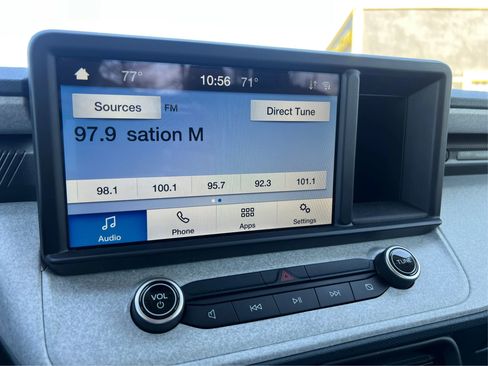 77° 10:56 71°
Sources FM Direct Tune
97.9 sation M
98.1 100.1 95.7 92.3 101.1
Audio Phone Apps Settings
VOL TUNE